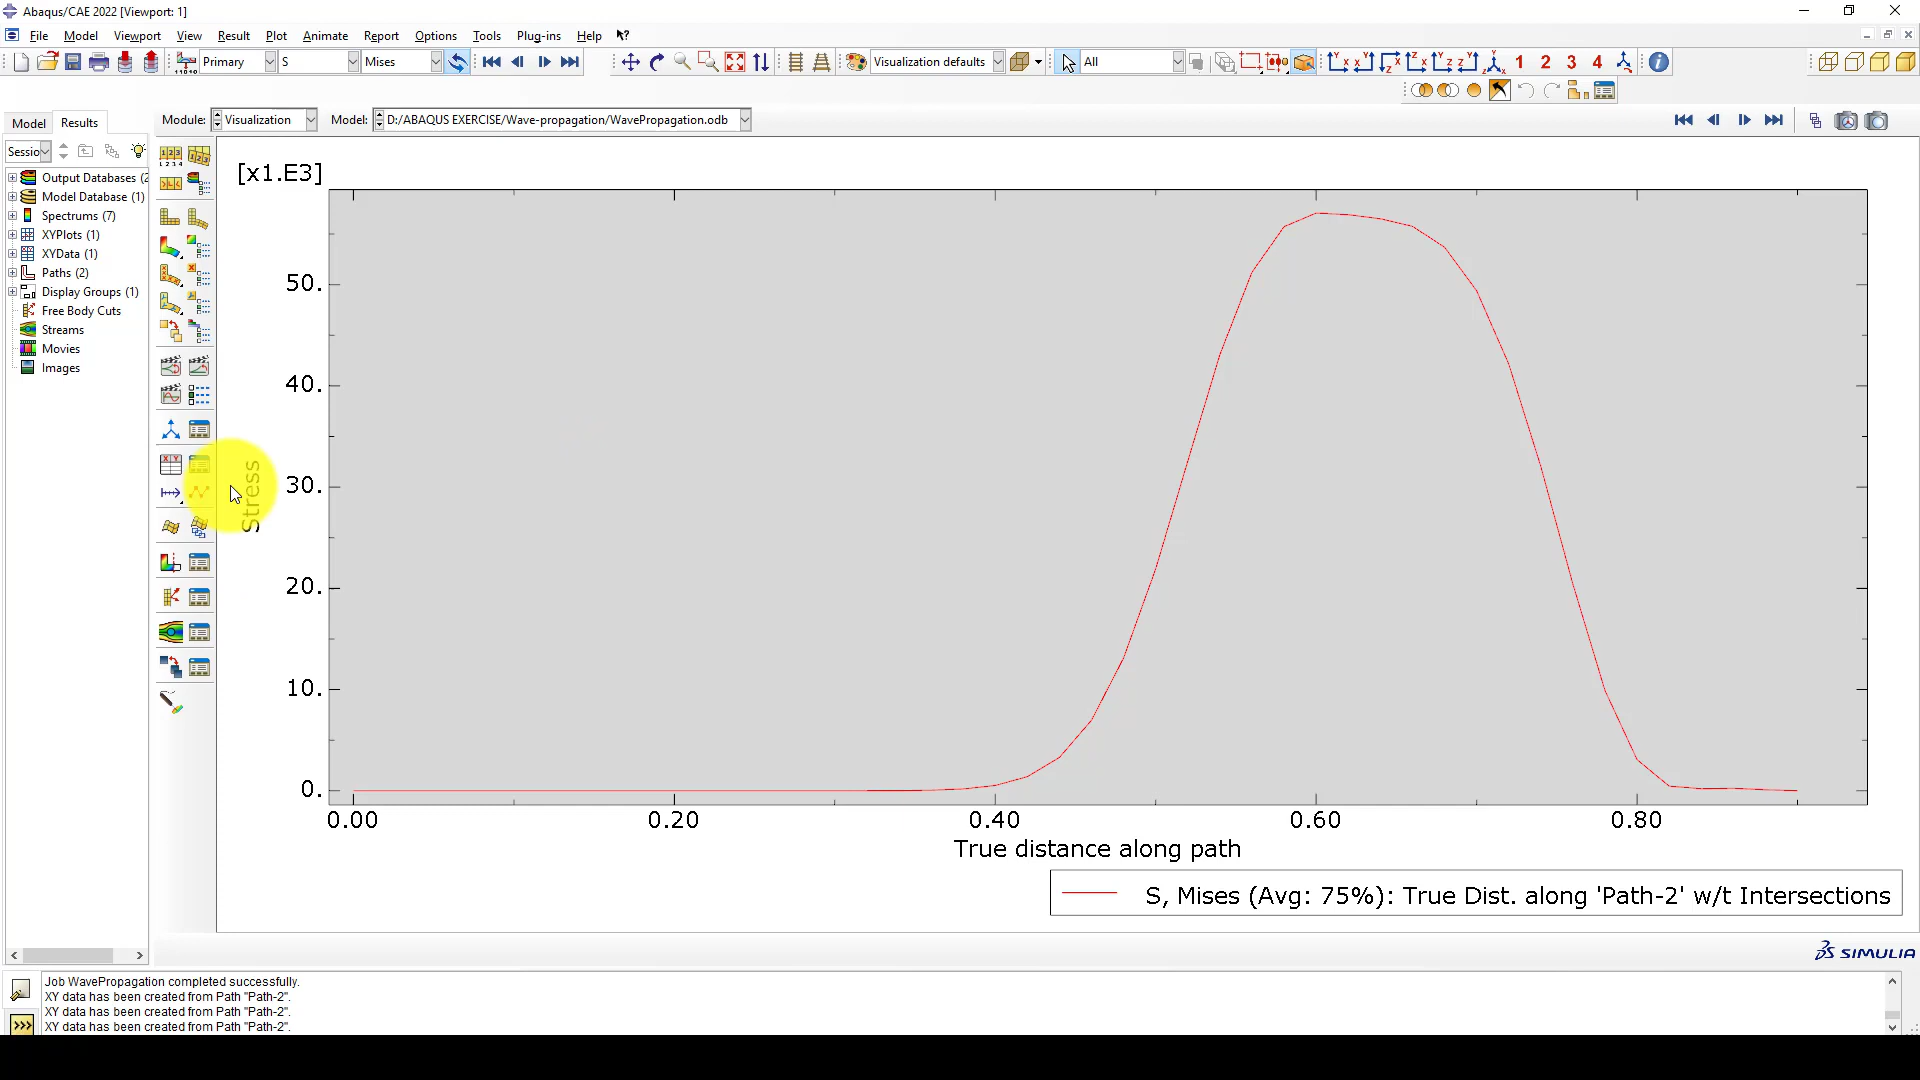 Abaqus/CAE 2022 [Viewport: 1]
File Model Viewport View Result Plot Animate Report Options Tools Plug-ins Help
Primary S Mises Visualization defaults All 1 2 3 4
Model Results Module: Visualization Model: D:/ABAQUS EXERCISE/Wave-propagation/WavePropagation.odb
Sessio
Output Databases (2
Model Database (1)
Spectrums (7)
XYPlots (1)
XYData (1)
Paths (2)
Display Groups (1)
Free Body Cuts
Streams
Movies
Images
[x1.E3]
50.
40.
30.
20.
10.
0.
Stress
0.00 0.20 0.40 0.60 0.80
True distance along path
S, Mises (Avg: 75%): True Dist. along 'Path-2' w/t Intersections
SIMULIA
Job WavePropagation completed successfully.
XY data has been created from Path "Path-2".
XY data has been created from Path "Path-2".
XY data has been created from Path "Path-2".